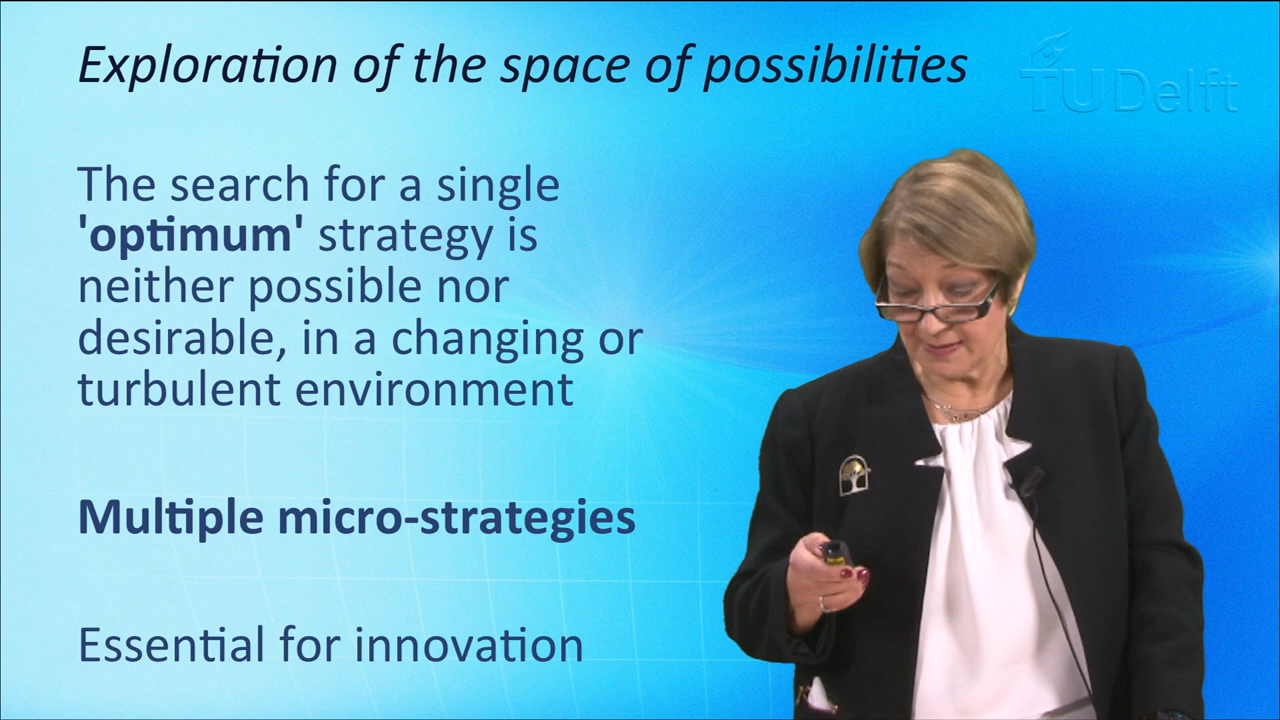 Exploration of the space of possibilities
TU Delft
The search for a single
'optimum' strategy is
neither possible nor
desirable, in a changing or
turbulent environment
Multiple micro-strategies
Essential for innovation